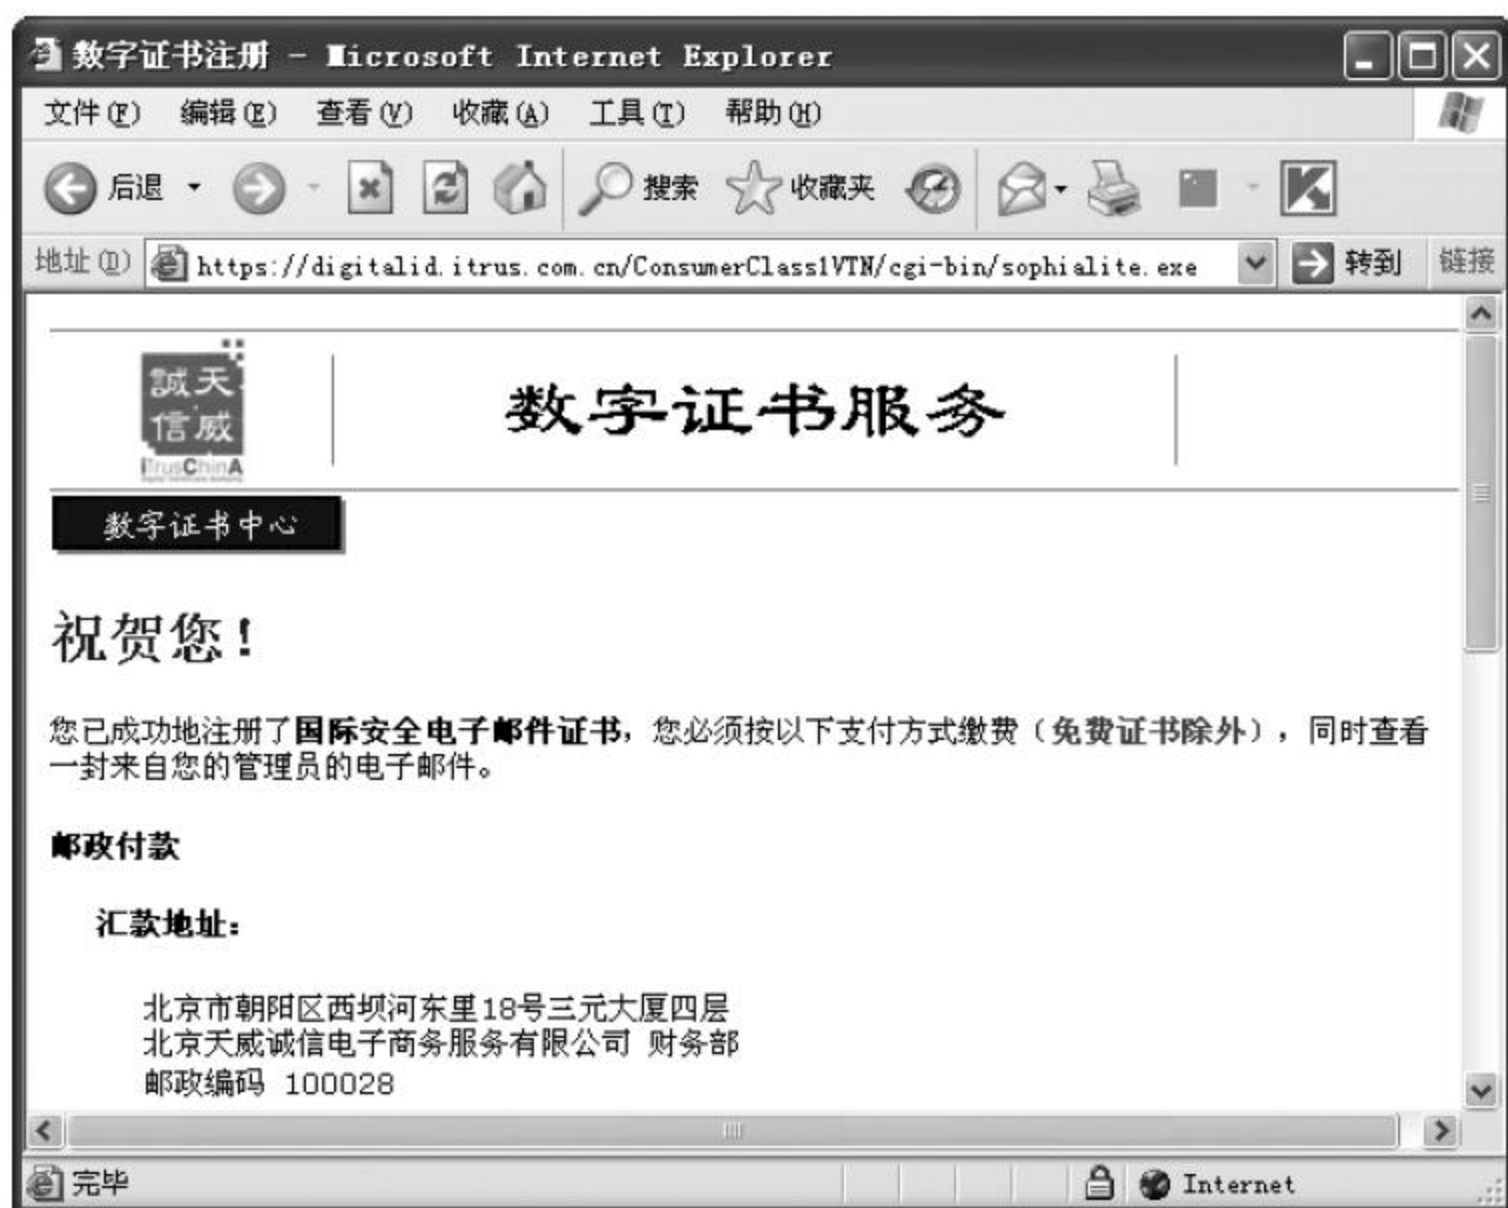 数字证书注册 - Microsoft Internet Explorer
文件(F) 编辑(E) 查看(V) 收藏(A) 工具(T) 帮助(H)
后退 搜索 收藏夹
地址(D) https://digitalid.itrus.com.cn/ConsumerClass1VTN/cgi-bin/sophialite.exe 转到 链接
誠天
信威
iTrusChinA
数字证书服务
数字证书中心
祝贺您!
您已成功地注册了国际安全电子邮件证书，您必须按以下支付方式缴费（免费证书除外），同时查看
一封来自您的管理员的电子邮件。
邮政付款
汇款地址:
北京市朝阳区西坝河东里18号三元大厦四层
北京天威诚信电子商务服务有限公司 财务部
邮政编码 100028
完毕 Internet